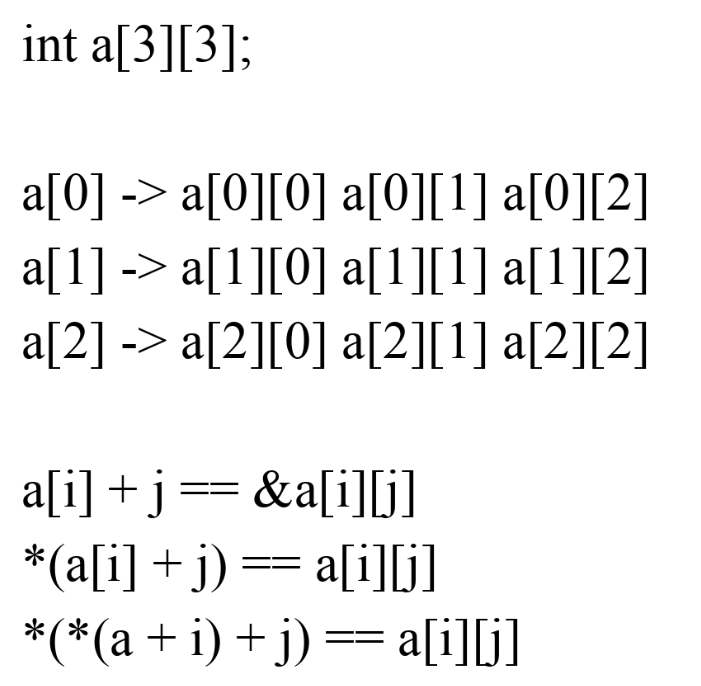 int a[3][3];
a[0] -> a[0][0] a[0][1] a[0][2]
a[1] -> a[1][0] a[1][1] a[1][2]
a[2] -> a[2][0] a[2][1] a[2][2]
a[i] + j == &a[i][j]
*(a[i] + j) == a[i][j]
*(*(a + i) + j) == a[i][j]